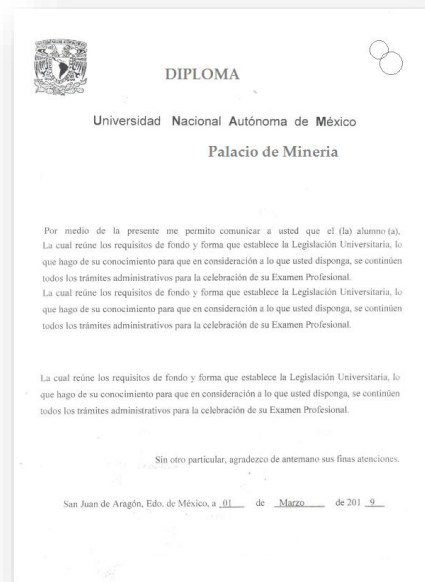 DIPLOMA
Universidad Nacional Autónoma de México
Palacio de Mineria
Por medio de la presente me permito comunicar a usted que el (la) alumno (a),
La cual reúne los requisitos de fondo y forma que establece la Legislación Universitaria, lo
que hago de su conocimiento para que en consideración a lo que usted disponga, se continúen
todos los trámites administrativos para la celebración de su Examen Profesional.
La cual reúne los requisitos de fondo y forma que establece la Legislación Universitaria, lo
que hago de su conocimiento para que en consideración a lo que usted disponga, se continúen
todos los trámites administrativos para la celebración de su Examen Profesional.
La cual reúne los requisitos de fondo y forma que establece la Legislación Universitaria, lo
que hago de su conocimiento para que en consideración a lo que usted disponga, se continúen
todos los trámites administrativos para la celebración de su Examen Profesional.
Sin otro particular, agradezco de antemano sus finas atenciones.
San Juan de Aragón, Edo. de México, a 01 de Marzo de 201 9